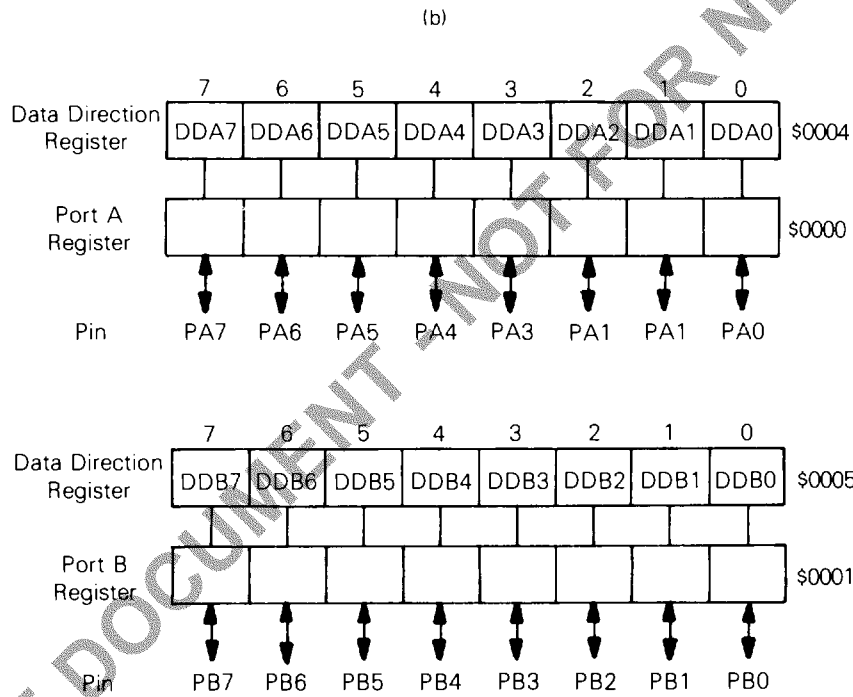 (b)
7 6 5 4 3 2 1 0
Data Direction
Register
DDA7 DDA6 DDA5 DDA4 DDA3 DDA2 DDA1 DDA0 $0004
Port A
Register
$0000
Pin PA7 PA6 PA5 PA4 PA3 PA1 PA1 PA0
7 6 5 4 3 2 1 0
Data Direction
Register
DDB7 DDB6 DDB5 DDB4 DDB3 DDB2 DDB1 DDB0 $0005
Port B
Register
$0001
Pin PB7 PB6 PB5 PB4 PB3 PB2 PB1 PB0
DOCUMENT - NOT FOR